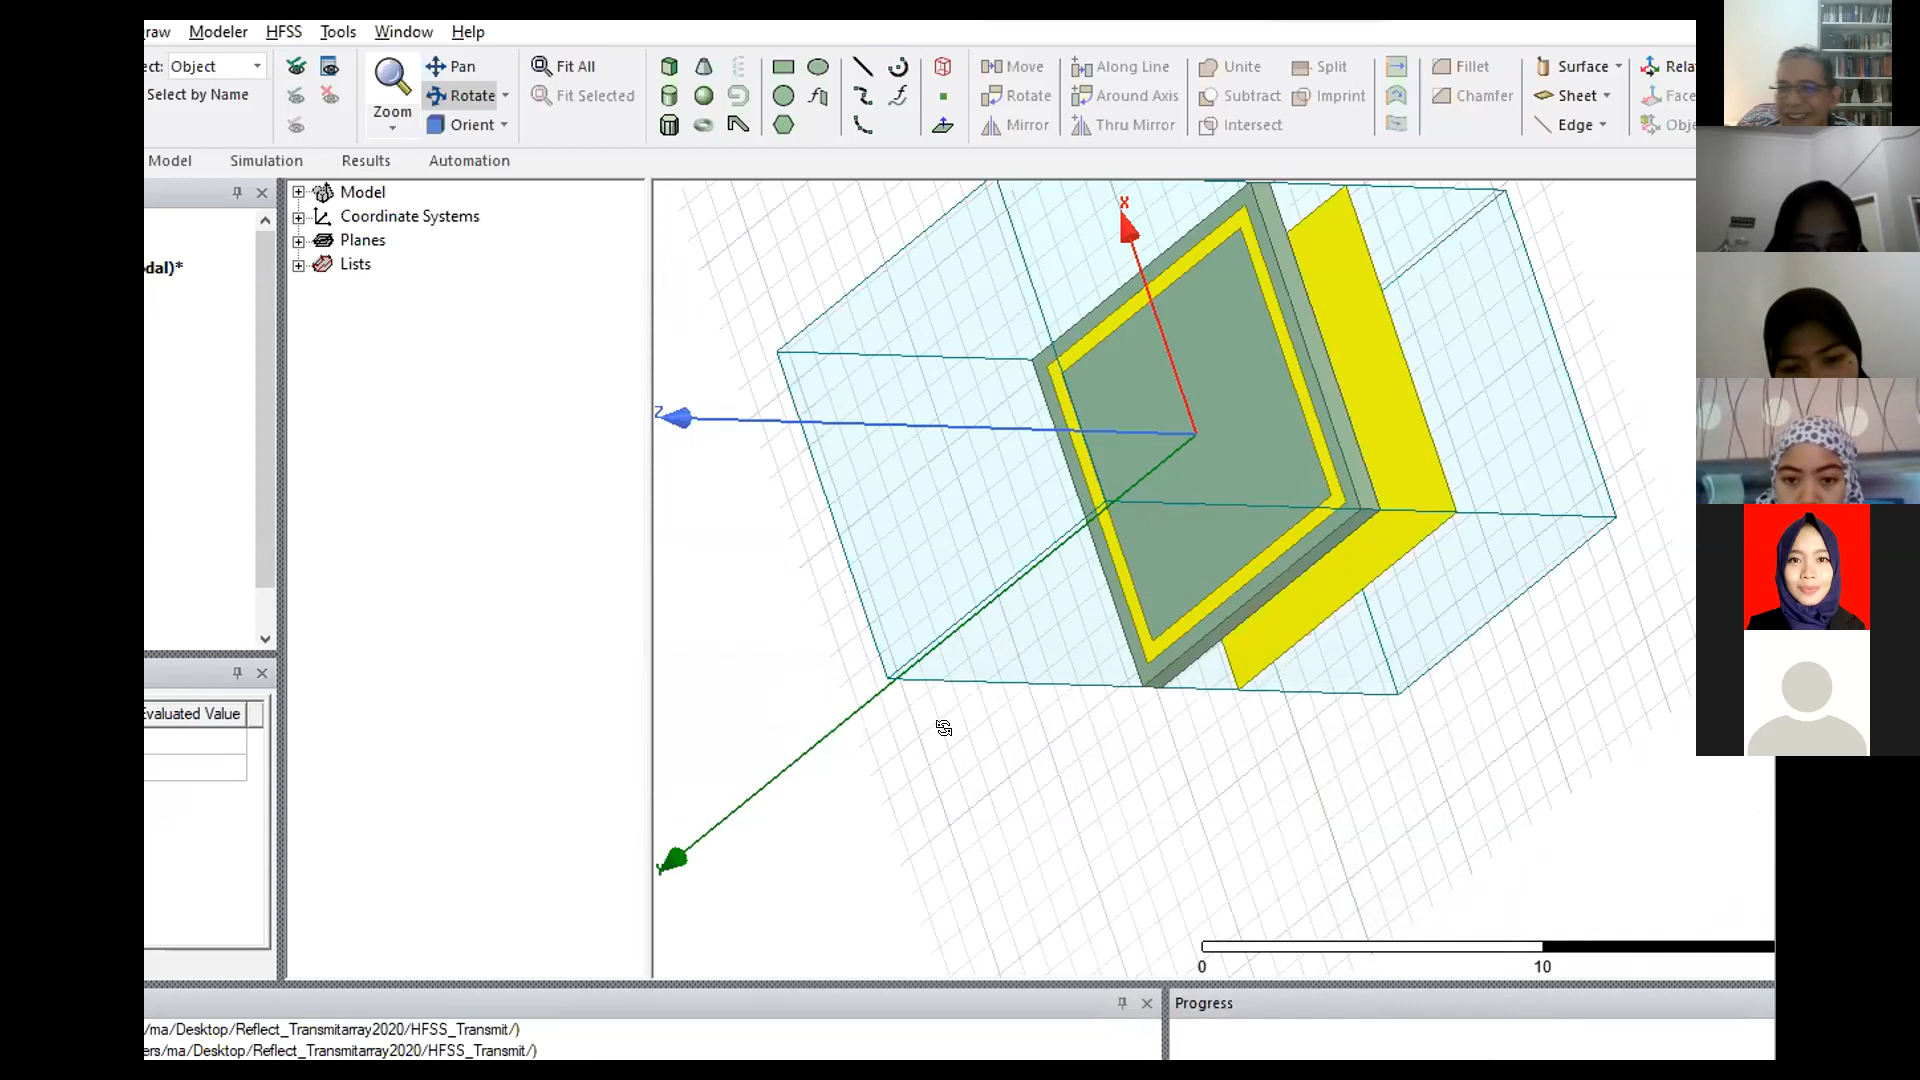 raw Modeler HFSS Tools Window Help
ct: Object
Select by Name
Zoom
Pan
Rotate
Orient
Fit All
Fit Selected
Move
Rotate
Mirror
Along Line
Around Axis
Thru Mirror
Unite
Subtract
Intersect
Split
Imprint
Fillet
Chamfer
Surface
Sheet
Edge
Rela
Face
Obje
Model Simulation Results Automation
dal)*
Evaluated Value
Model
Coordinate Systems
Planes
Lists
X
Z
Y
0 10
Progress
/ma/Desktop/Reflect_Transmitarray2020/HFSS_Transmit/)
ers/ma/Desktop/Reflect_Transmitarray2020/HFSS_Transmit/)